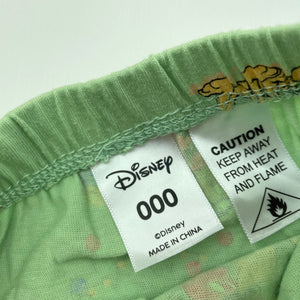 Disney
000
©Disney
MADE IN CHINA
CAUTION
KEEP AWAY
FROM HEAT
AND FLAME